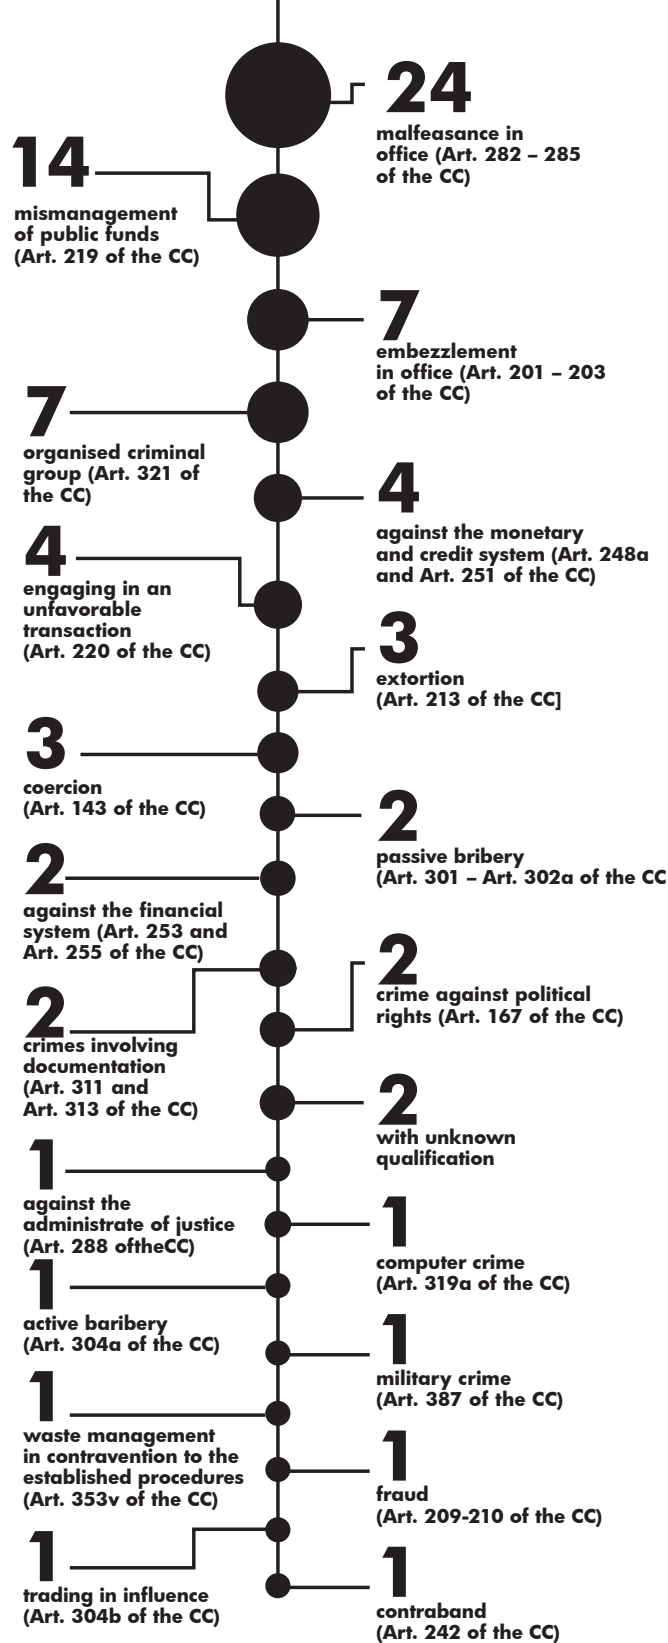 24
malfeasance in
office (Art. 282 – 285
of the CC)
14
mismanagement
of public funds
(Art. 219 of the CC)
7
embezzlement
in office (Art. 201 – 203
of the CC)
7
organised criminal
group (Art. 321 of
the CC)
4
against the monetary
and credit system (Art. 248a
and Art. 251 of the CC)
4
engaging in an
unfavorable
transaction
(Art. 220 of the CC)
3
extortion
(Art. 213 of the CC]
3
coercion
(Art. 143 of the CC)
2
passive bribery
(Art. 301 – Art. 302a of the CC
2
against the financial
system (Art. 253 and
Art. 255 of the CC)
2
crimes involving
documentation
(Art. 311 and
Art. 313 of the CC)
2
crime against political
rights (Art. 167 of the CC)
2
with unknown
qualification
1
against the
administrate of justice
(Art. 288 oftheCC)
1
computer crime
(Art. 319a of the CC)
1
active baribery
(Art. 304a of the CC)
1
military crime
(Art. 387 of the CC)
1
waste management
in contravention to the
established procedures
(Art. 353v of the CC)
1
fraud
(Art. 209-210 of the CC)
1
trading in influence
(Art. 304b of the CC)
1
contraband
(Art. 242 of the CC)